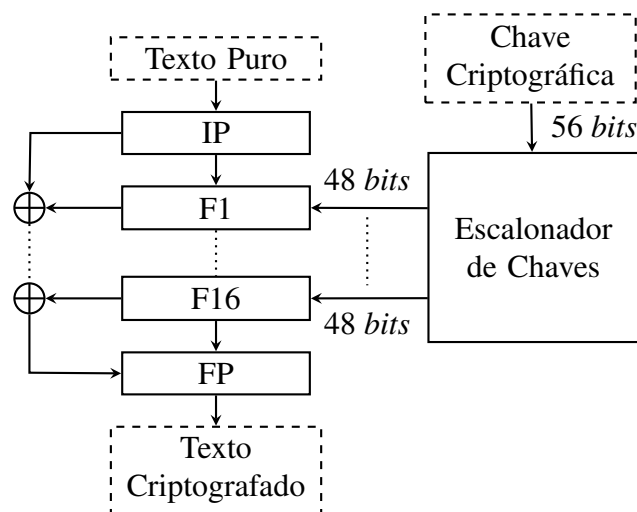 Texto Puro
Chave
Criptográfica
56 bits
IP
48 bits
F1
Escalonador
de Chaves
F16
48 bits
FP
Texto
Criptografado